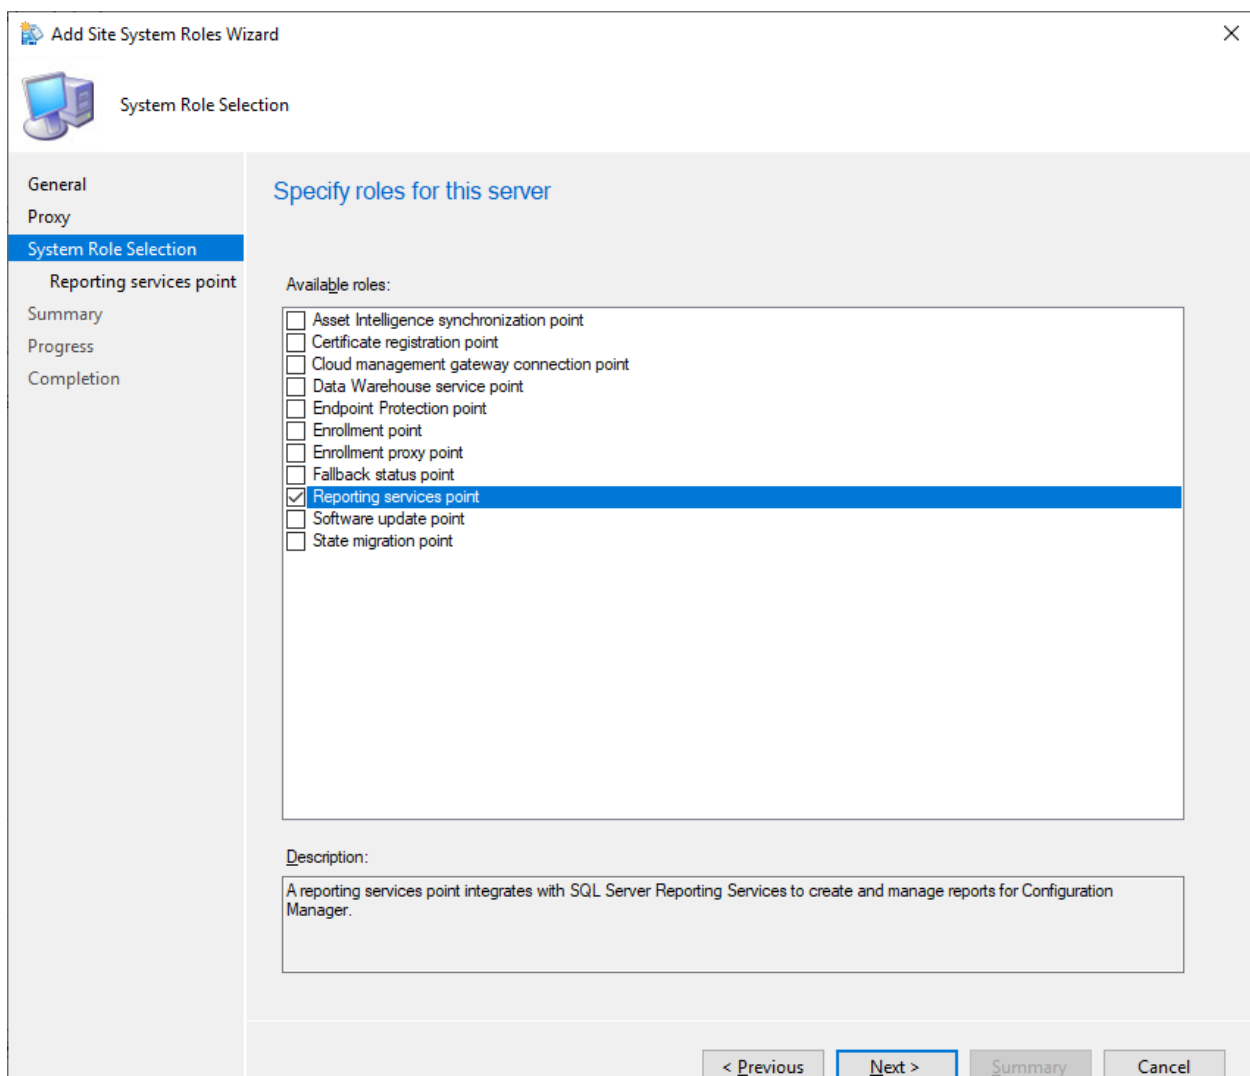 Add Site System Roles Wizard
System Role Selection
General
Proxy
System Role Selection
Reporting services point
Summary
Progress
Completion
Specify roles for this server
Available roles:
Asset Intelligence synchronization point
Certificate registration point
Cloud management gateway connection point
Data Warehouse service point
Endpoint Protection point
Enrollment point
Enrollment proxy point
Fallback status point
Reporting services point
Software update point
State migration point
Description:
A reporting services point integrates with SQL Server Reporting Services to create and manage reports for Configuration
Manager.
< Previous
Next >
Summary
Cancel